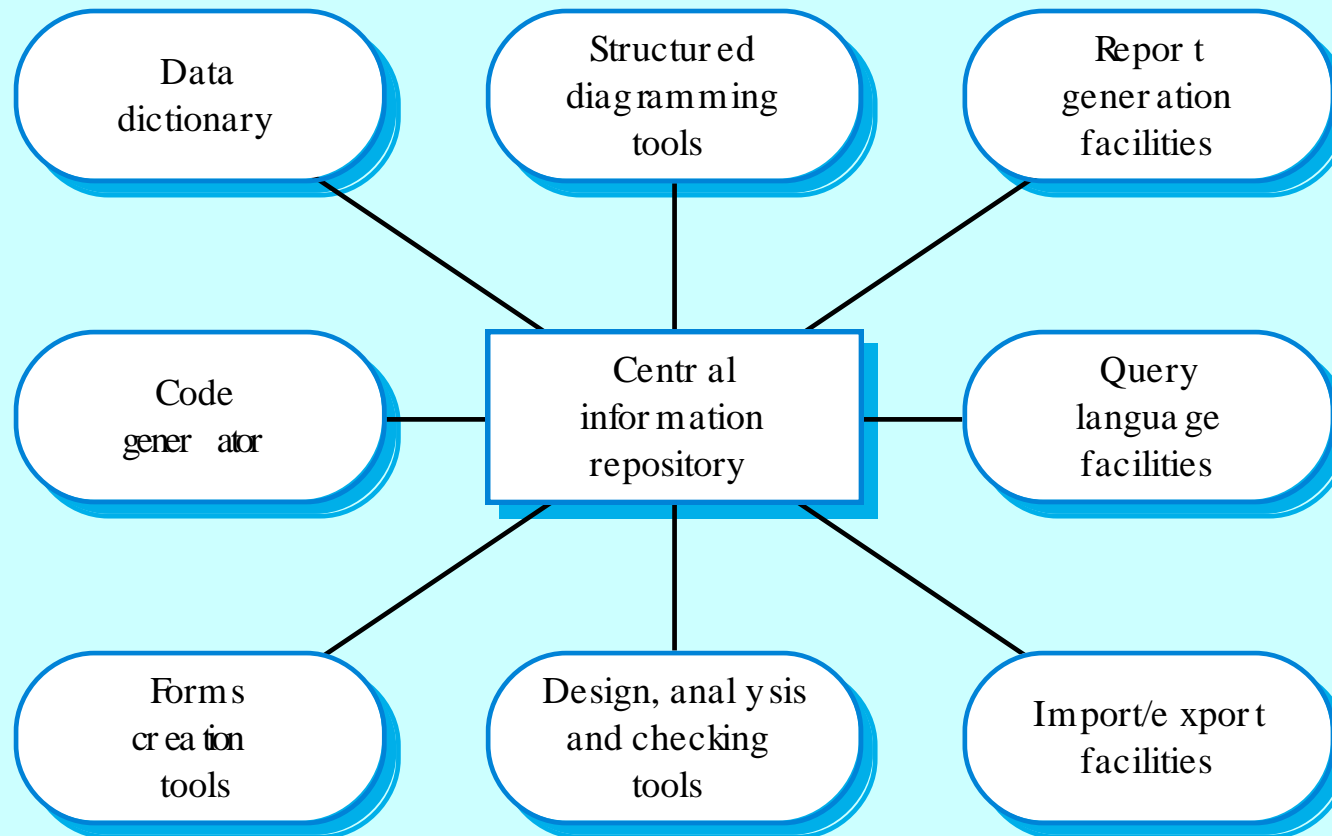 Data
dictionary
Structured
diagramming
tools
Report
generation
facilities
Code
generator
Central
information
repository
Query
language
facilities
Forms
creation
tools
Design, analysis
and checking
tools
Import/export
facilities